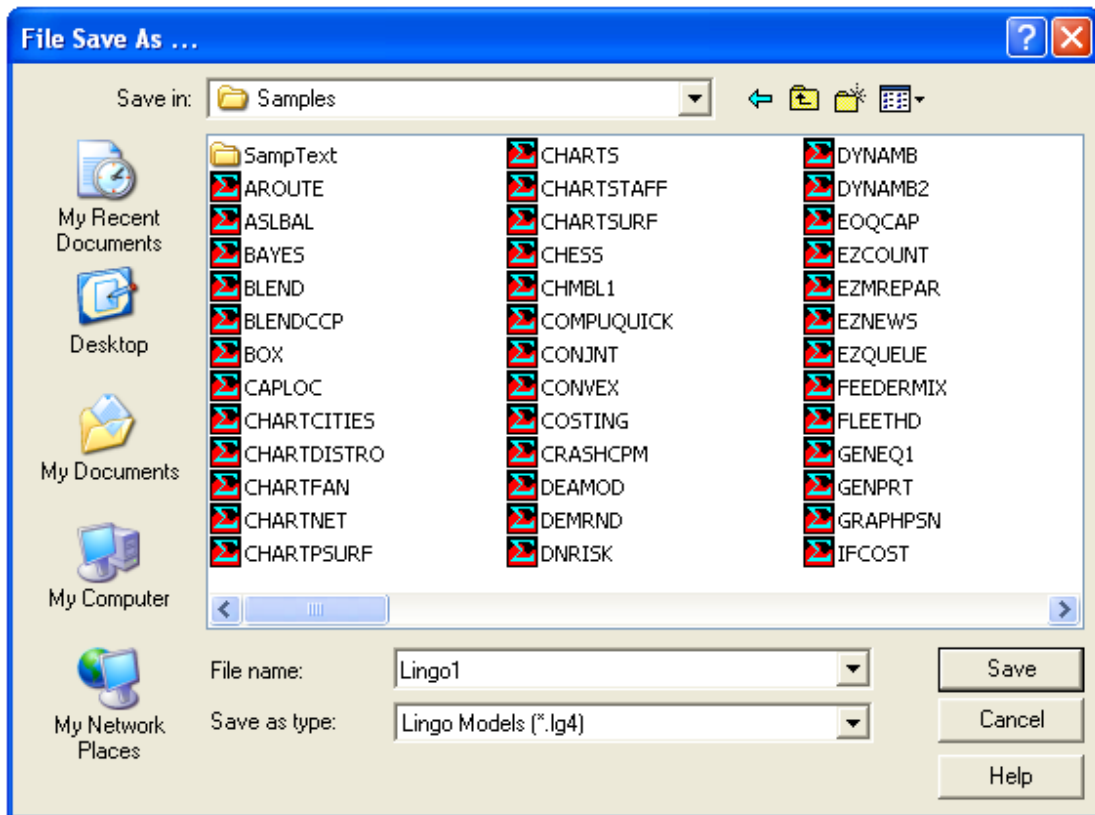 File Save As ...
Save in:
Samples
My Recent
Documents
Desktop
My Documents
My Computer
My Network
Places
SampText
AROUTE
ASLBAL
BAYES
BLEND
BLENDCCP
BOX
CAPLOC
CHARTCITIES
CHARTDISTRO
CHARTFAN
CHARTNET
CHARTPSURF
CHARTS
CHARTSTAFF
CHARTSURF
CHESS
CHMBL1
COMPUQUICK
CONJNT
CONVEX
COSTING
CRASHCPM
DEAMOD
DEMRND
DNRISK
DYNAMB
DYNAMB2
EOQCAP
EZCOUNT
EZMREPAR
EZNEWS
EZQUEUE
FEEDERMIX
FLEETHD
GENEQ1
GENPRT
GRAPHPSN
IFCOST
File name:
Lingo1
Save
Save as type:
Lingo Models (*.lg4)
Cancel
Help